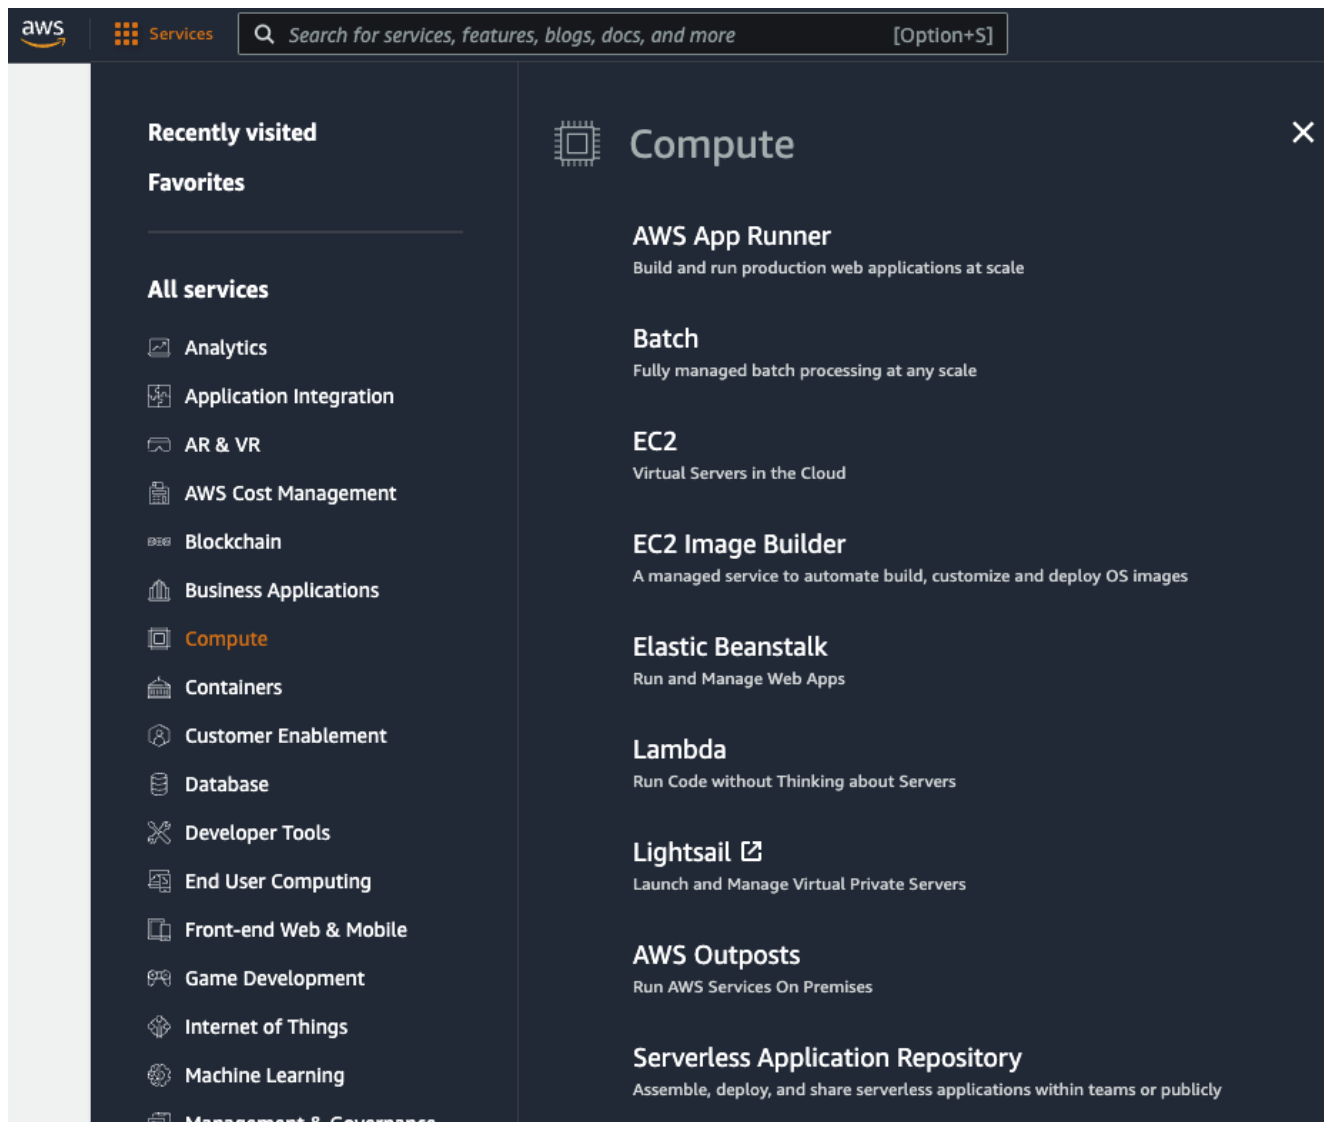 aws
Services
Search for services, features, blogs, docs, and more
[Option+S]
Recently visited
Favorites
All services
Analytics
Application Integration
AR & VR
AWS Cost Management
Blockchain
Business Applications
Compute
Containers
Customer Enablement
Database
Developer Tools
End User Computing
Front-end Web & Mobile
Game Development
Internet of Things
Machine Learning
Management & Governance
Compute
AWS App Runner
Build and run production web applications at scale
Batch
Fully managed batch processing at any scale
EC2
Virtual Servers in the Cloud
EC2 Image Builder
A managed service to automate build, customize and deploy OS images
Elastic Beanstalk
Run and Manage Web Apps
Lambda
Run Code without Thinking about Servers
Lightsail
Launch and Manage Virtual Private Servers
AWS Outposts
Run AWS Services On Premises
Serverless Application Repository
Assemble, deploy, and share serverless applications within teams or publicly